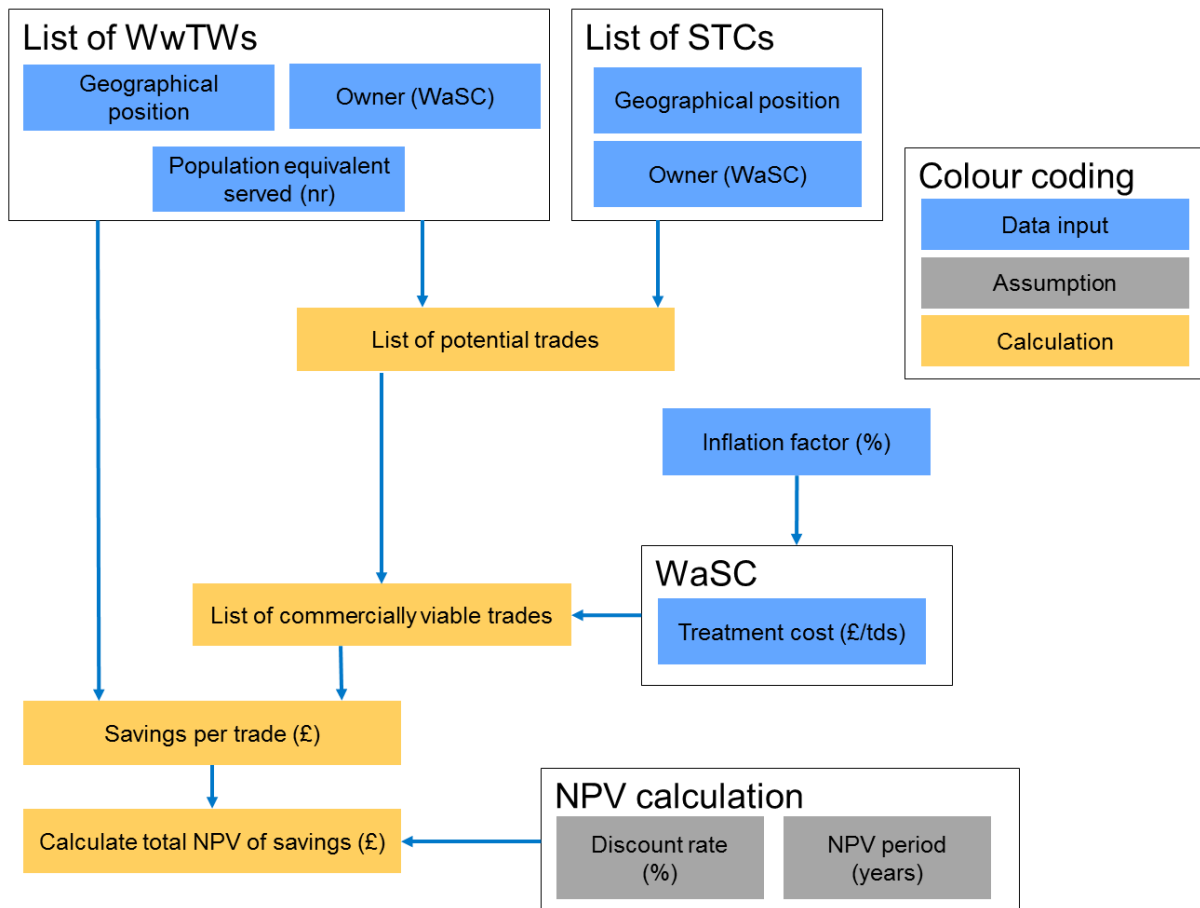 List of WwTWs
Geographical
position
Owner (WaSC)
Population equivalent
served (nr)
List of STCs
Geographical position
Owner (WaSC)
Colour coding
Data input
Assumption
Calculation
List of potential trades
Inflation factor (%)
WaSC
Treatment cost (£/tds)
List of commercially viable trades
Savings per trade (£)
Calculate total NPV of savings (£)
NPV calculation
Discount rate
(%)
NPV period
(years)